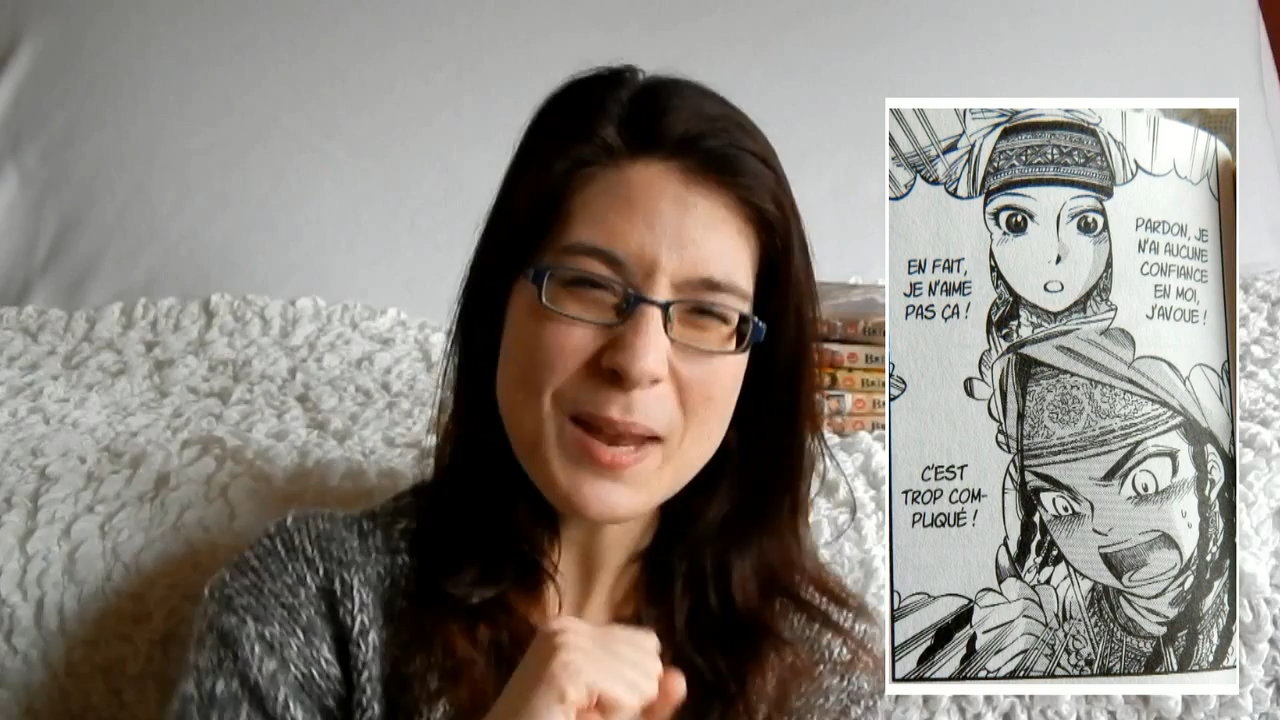 PARDON, JE
N'AI AUCUNE
CONFIANCE
EN MOI,
J'AVOUE !
EN FAIT,
JE N'AIME
PAS ÇA !
C'EST
TROP COM-
PLIQUÉ !